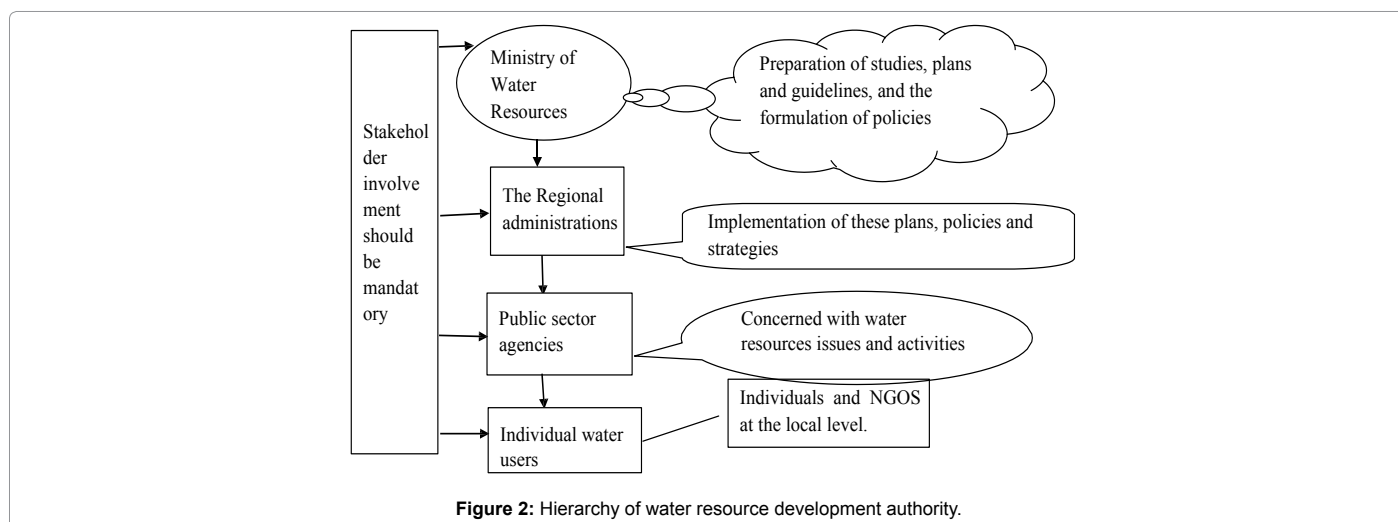 Ministry of
Water
Resources
Preparation of studies, plans
and guidelines, and the
formulation of policies
Stakehol
der
involve
ment
should
be
mandat
ory
The Regional
administrations
Implementation of these plans, policies and
strategies
Public sector
agencies
Concerned with water
resources issues and activities
Individual water
users
Individuals and NGOS
at the local level.
Figure 2: Hierarchy of water resource development authority.